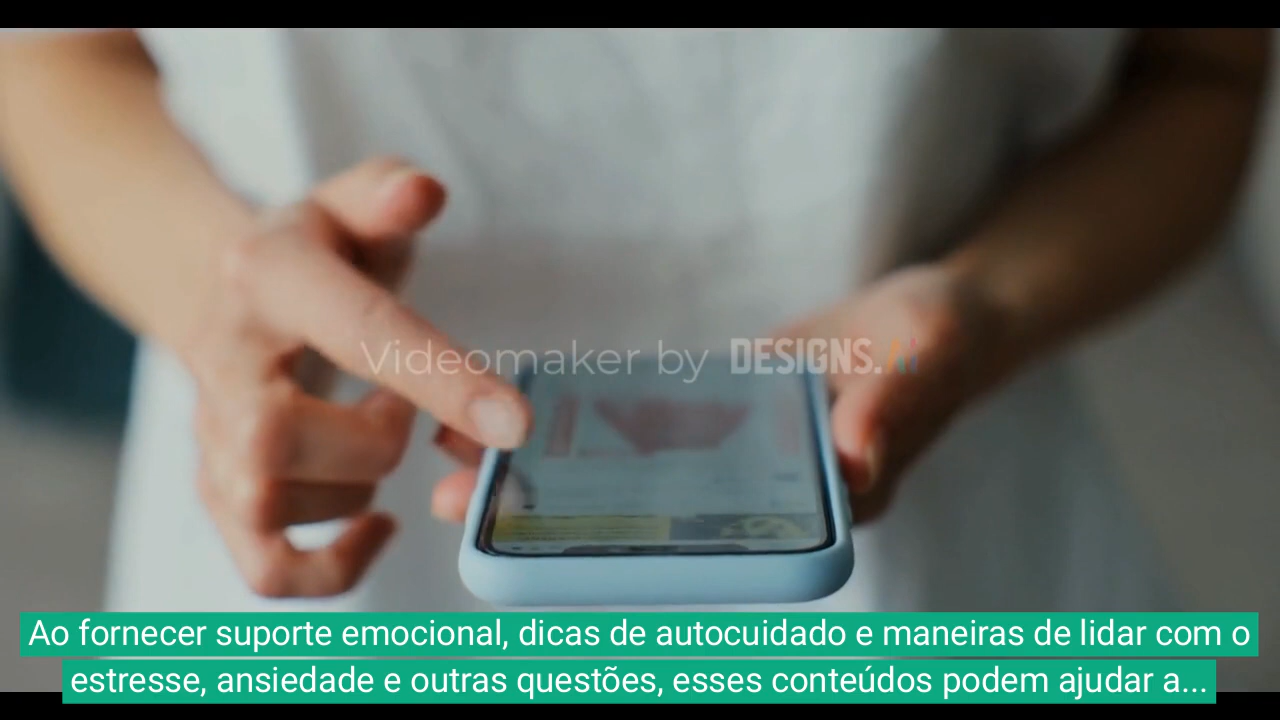 Videomaker by DESIGNS.Ai
Ao fornecer suporte emocional, dicas de autocuidado e maneiras de lidar com o
estresse, ansiedade e outras questões, esses conteúdos podem ajudar a...